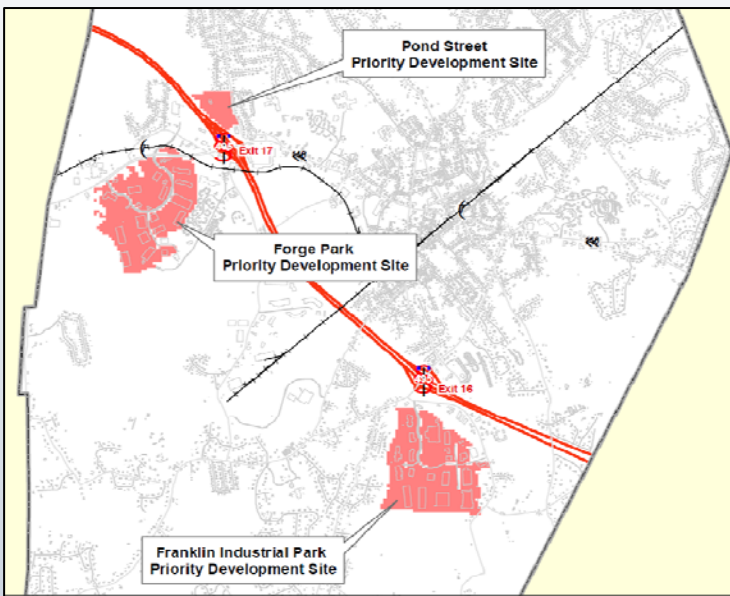 Pond Street
Priority Development Site
Exit 17
Forge Park
Priority Development Site
Exit 16
Franklin Industrial Park
Priority Development Site